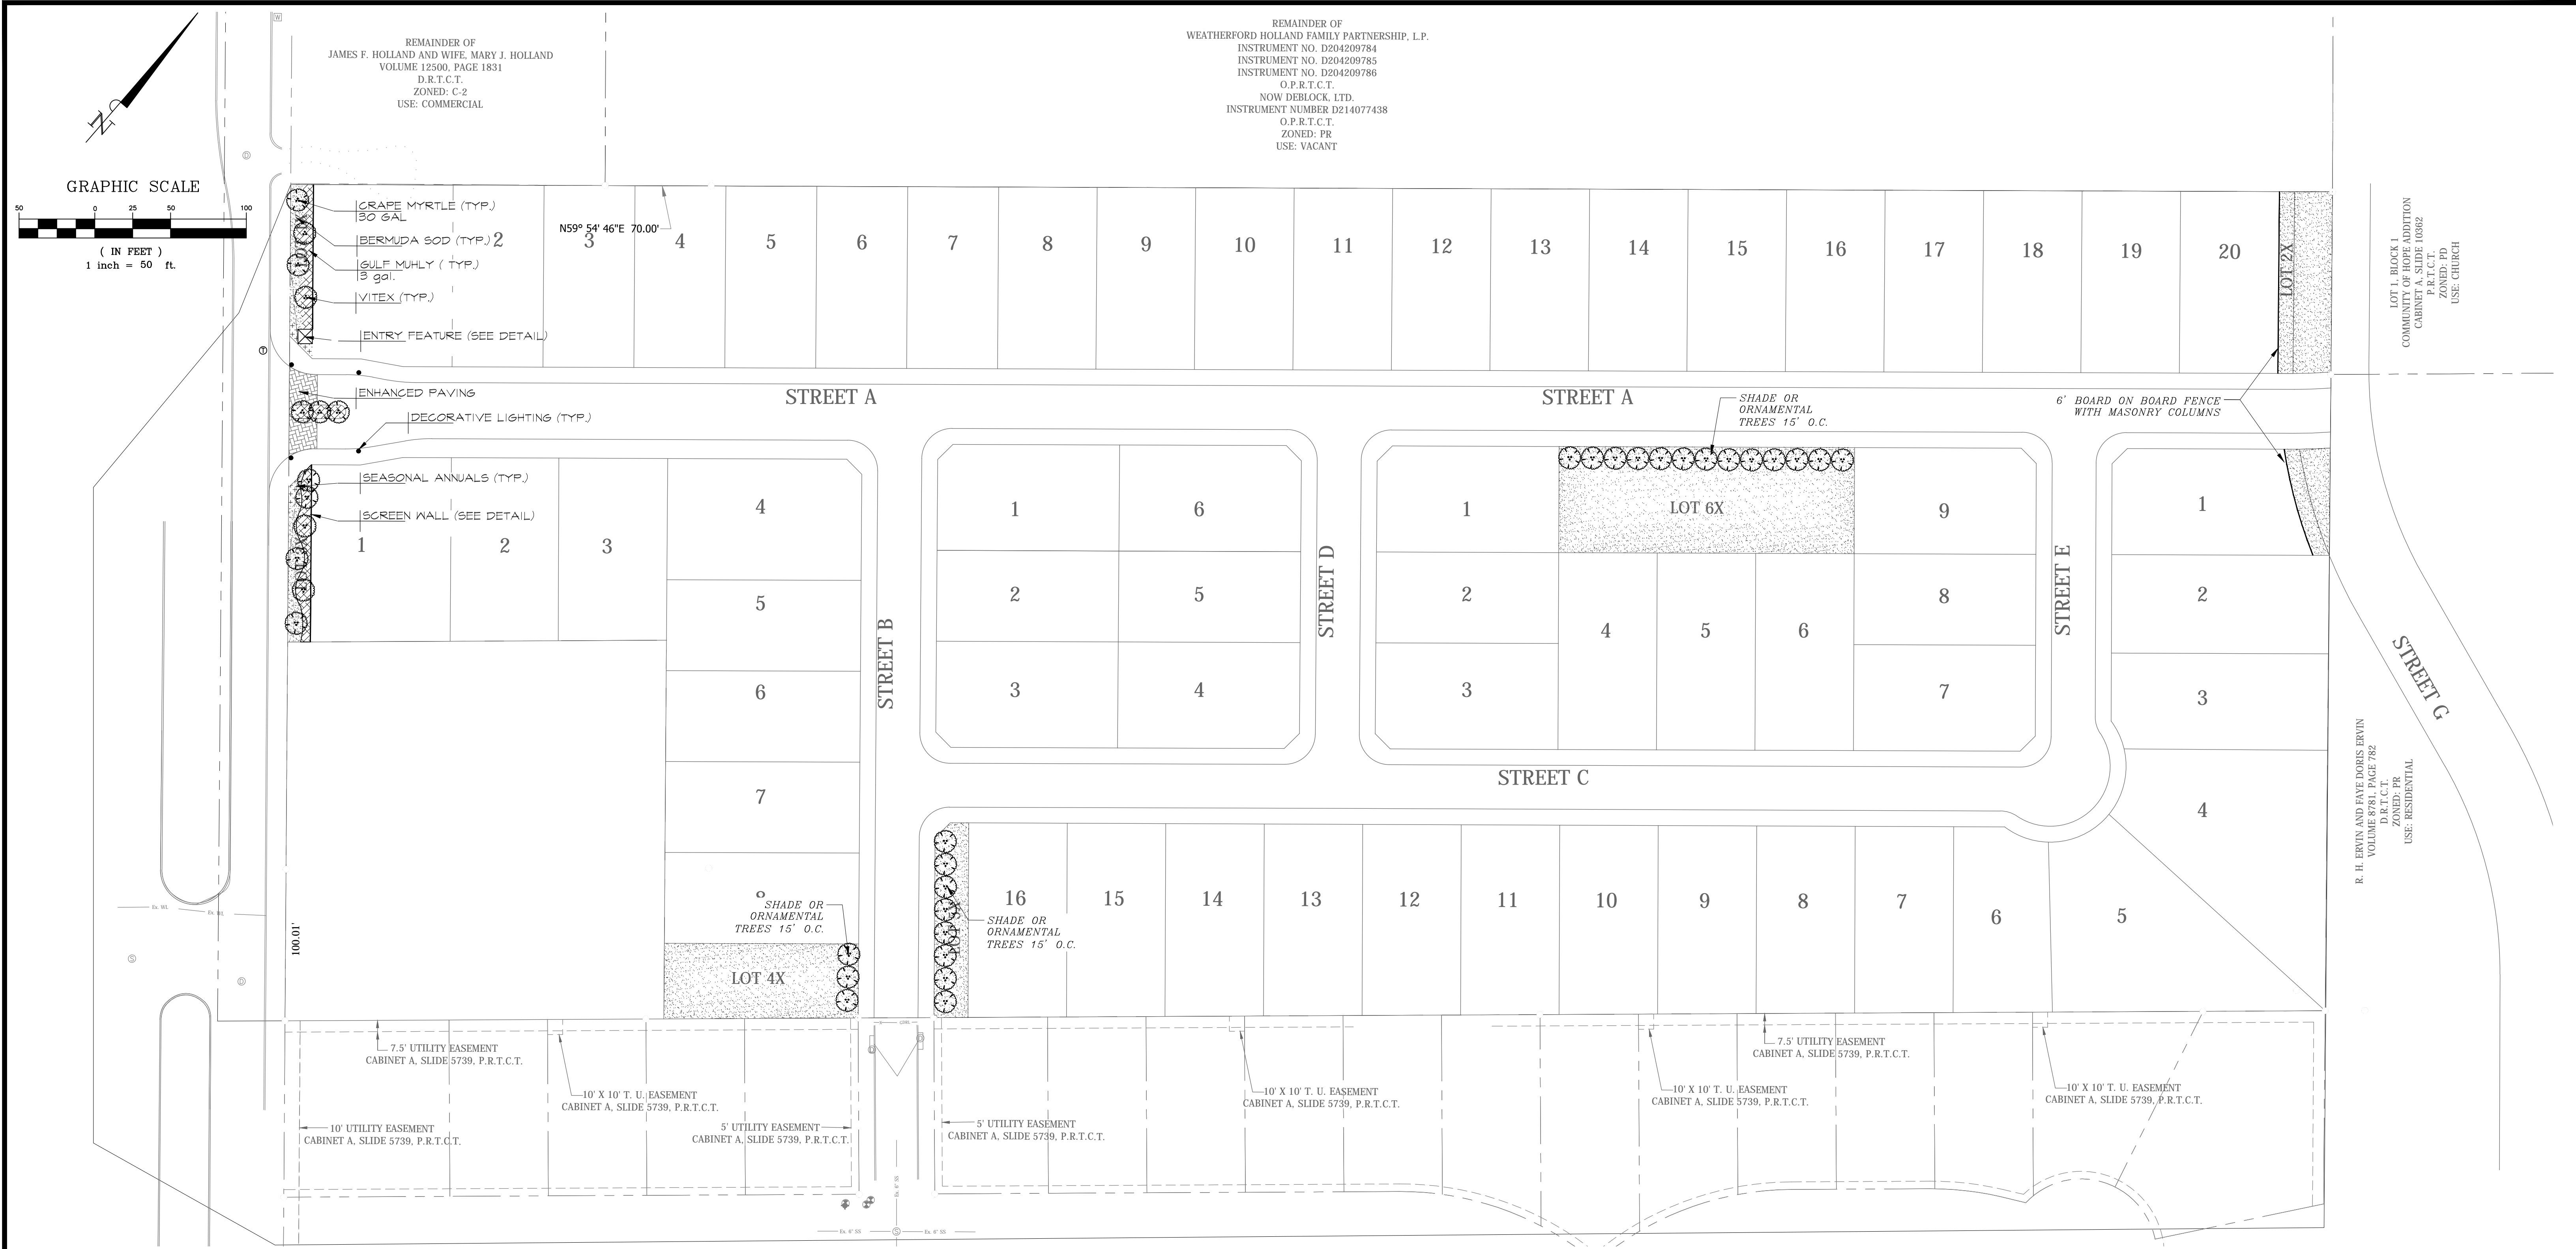 REMAINDER OF
JAMES F. HOLLAND AND WIFE, MARY J. HOLLAND
VOLUME 12500, PAGE 1831
D.R.T.C.T.
ZONED: C-2
USE: COMMERCIAL
REMAINDER OF
WEATHERFORD HOLLAND FAMILY PARTNERSHIP, L.P.
INSTRUMENT NO. D204209784
INSTRUMENT NO. D204209785
INSTRUMENT NO. D204209786
O.P.R.T.C.T.
NOW DEBLOCK, LTD.
INSTRUMENT NUMBER D214077438
O.P.R.T.C.T.
ZONED: PR
USE: VACANT
W
N
D
GRAPHIC SCALE
50 0 25 50 100
( IN FEET )
1 inch = 50 ft.
CRAPE MYRTLE (TYP.)
30 GAL
BERMUDA SOD (TYP.)
GULF MUHLY ( TYP.)
3 gal.
VITEX (TYP.)
ENTRY FEATURE (SEE DETAIL)
ENHANCED PAVING
DECORATIVE LIGHTING (TYP.)
SEASONAL ANNUALS (TYP.)
SCREEN WALL (SEE DETAIL)
N59° 54' 46"E 70.00'
2 3 4 5 6 7 8 9 10 11 12 13 14 15 16 17 18 19 20
LOT 2X
LOT 1, BLOCK 1
COMMUNITY OF HOPE ADDITION
CABINET A, SLIDE 10362
P.R.T.C.T.
ZONED: PD
USE: CHURCH
T
STREET A
STREET A
SHADE OR
ORNAMENTAL
TREES 15' O.C.
6' BOARD ON BOARD FENCE
WITH MASONRY COLUMNS
1 2 3
4
5
6
7
8
STREET B
1 6
2 5
3 4
STREET D
1
2
3
LOT 6X
4 5 6
9
8
7
STREET E
1
2
3
4
STREET G
STREET C
R. H. ERVIN AND FAYE DORIS ERVIN
VOLUME 8781, PAGE 782
D.R.T.C.T.
ZONED: PR
USE: RESIDENTIAL
SHADE OR
ORNAMENTAL
TREES 15' O.C.
LOT 4X
SHADE OR
ORNAMENTAL
TREES 15' O.C.
16 15 14 13 12 11 10 9 8 7 6 5
Ex. WL
Ex. WL
100.01'
S
D
7.5' UTILITY EASEMENT
CABINET A, SLIDE 5739, P.R.T.C.T.
10' X 10' T. U. EASEMENT
CABINET A, SLIDE 5739, P.R.T.C.T.
10' UTILITY EASEMENT
CABINET A, SLIDE 5739, P.R.T.C.T.
5' UTILITY EASEMENT
CABINET A, SLIDE 5739, P.R.T.C.T.
5' UTILITY EASEMENT
CABINET A, SLIDE 5739, P.R.T.C.T.
10' X 10' T. U. EASEMENT
CABINET A, SLIDE 5739, P.R.T.C.T.
10' X 10' T. U. EASEMENT
CABINET A, SLIDE 5739, P.R.T.C.T.
7.5' UTILITY EASEMENT
CABINET A, SLIDE 5739, P.R.T.C.T.
10' X 10' T. U. EASEMENT
CABINET A, SLIDE 5739, P.R.T.C.T.
Ex. 6" SS
Ex. 6" SS
S
Ex. 6" SS